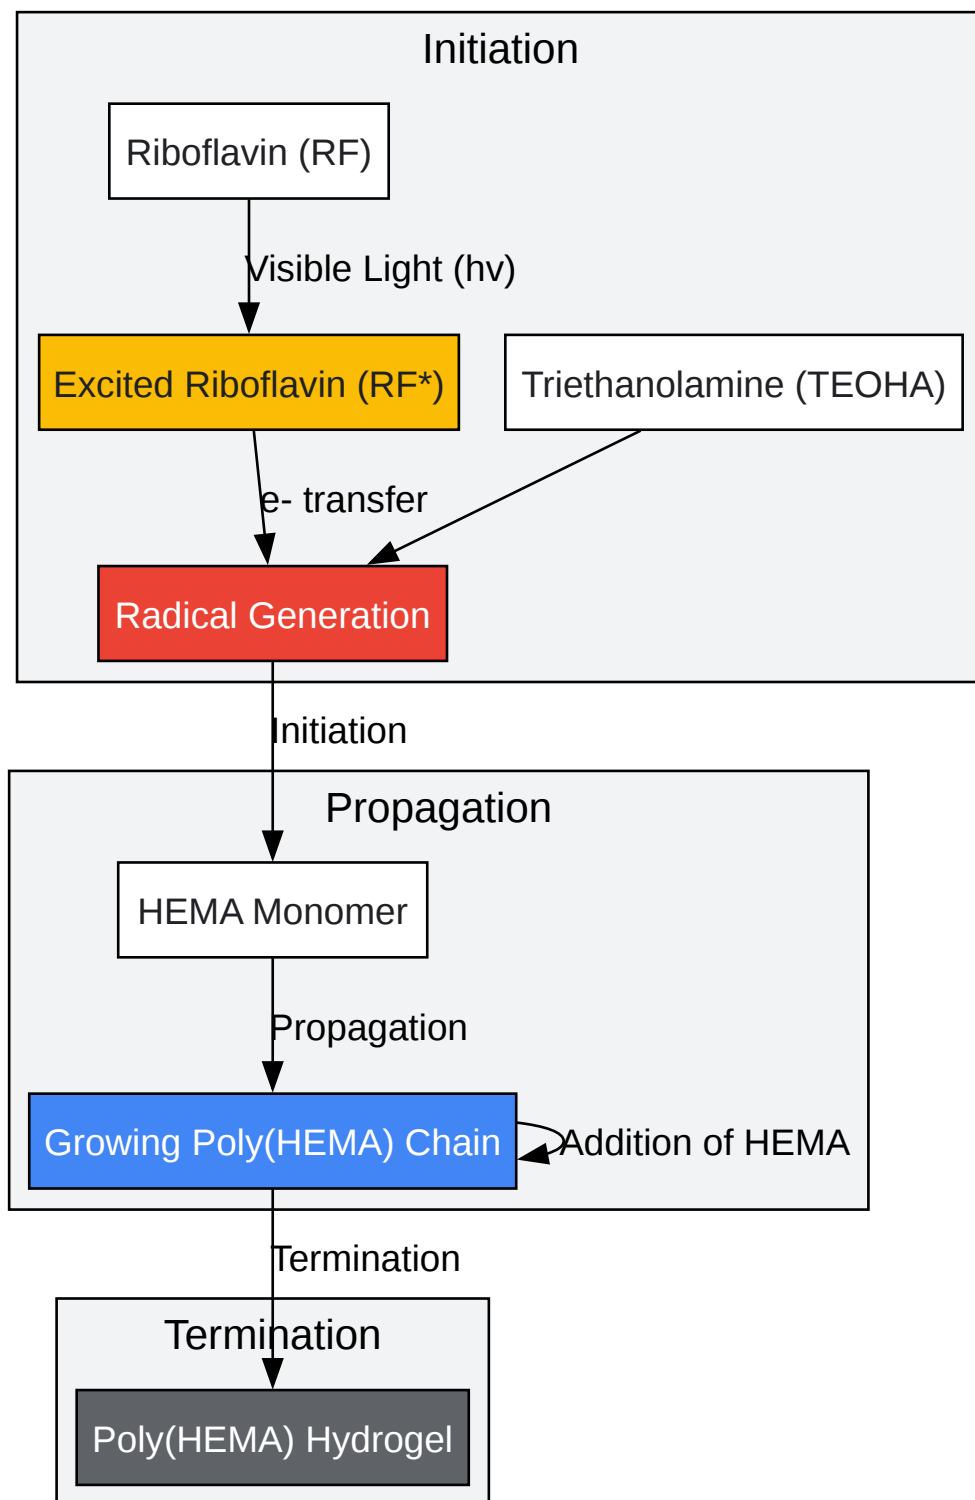 Initiation
Riboflavin (RF)
Visible Light (hv)
Excited Riboflavin (RF*)
Triethanolamine (TEOHA)
e- transfer
Radical Generation
Initiation
Propagation
HEMA Monomer
Propagation
Growing Poly(HEMA) Chain
Addition of HEMA
Termination
Termination
Poly(HEMA) Hydrogel